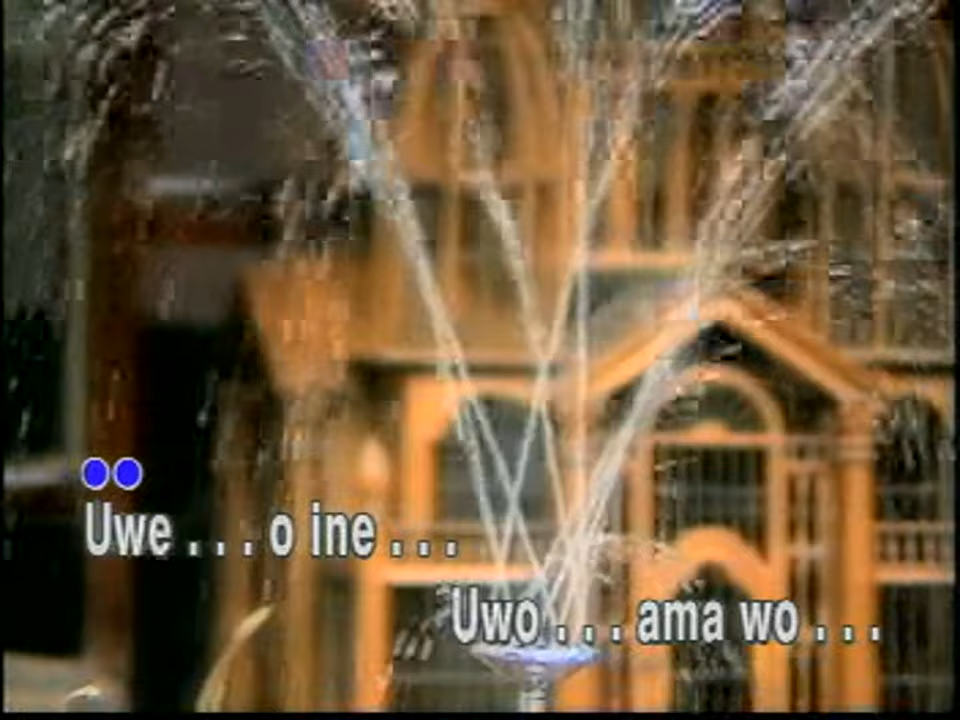 Uwe . . . o ine . . .
Uwo . . . ama wo . . .